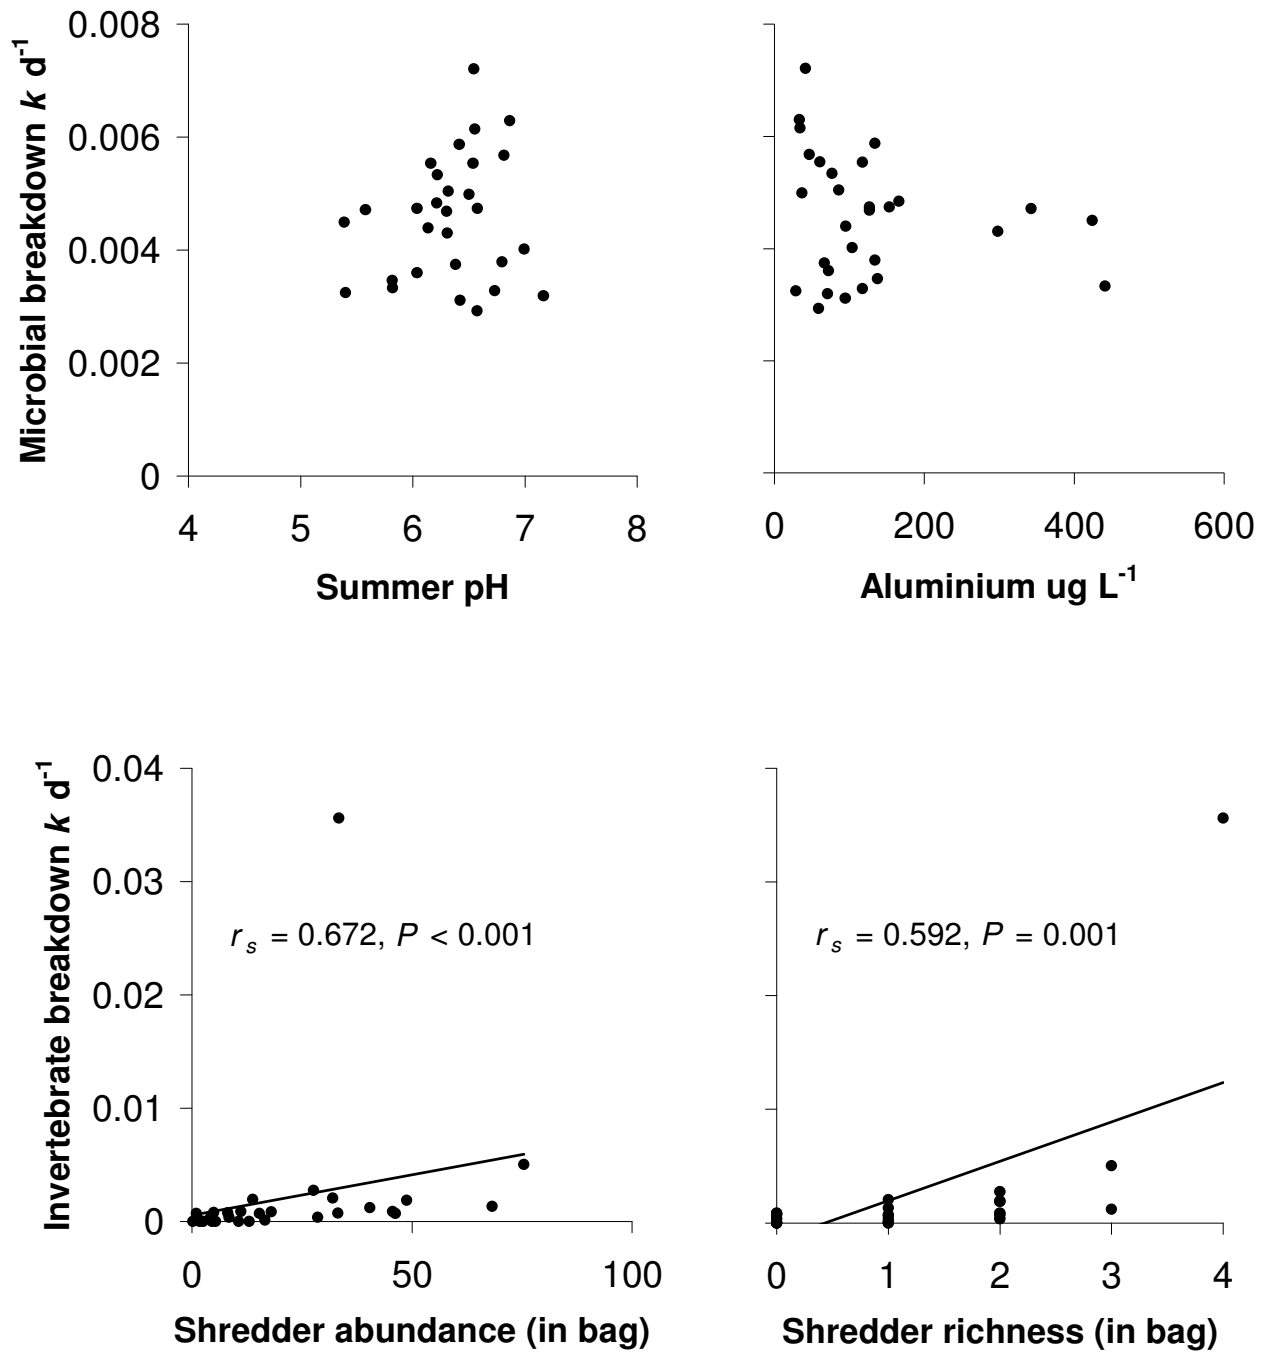 Microbial breakdown k d-1
0.008
0.006
0.004
0.002
0
4 5 6 7 8
Summer pH
0 200 400 600
Aluminium ug L-1
Invertebrate breakdown k d-1
0.04
0.03
0.02
0.01
0
rs = 0.672, P < 0.001
0 50 100
Shredder abundance (in bag)
rs = 0.592, P = 0.001
0 1 2 3 4
Shredder richness (in bag)